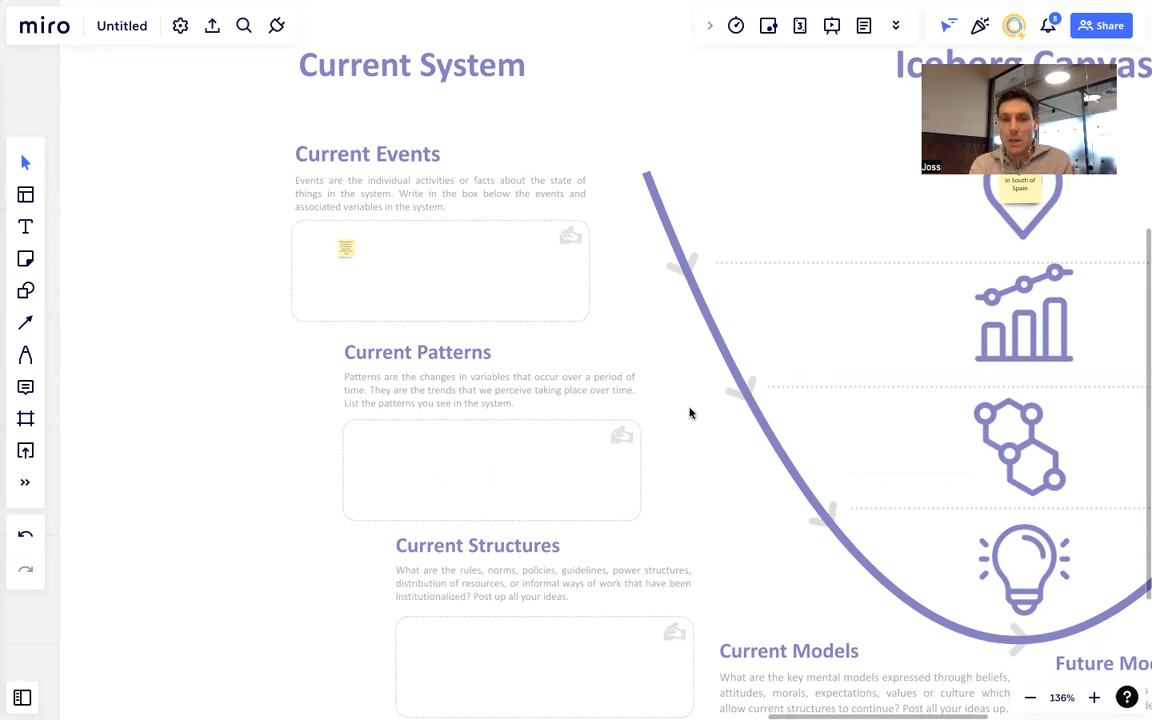 miro
Untitled
3
8
Share
Current System
Iceberg Canvas
Joss
in South of
Spain
Current Events
Events are the individual activities or facts about the state of
things in the system. Write in the box below the events and
associated variables in the system.
Current Patterns
Patterns are the changes in variables that occur over a period of
time. They are the trends that we perceive taking place over time.
List the patterns you see in the system.
Current Structures
What are the rules, norms, policies, guidelines, power structures,
distribution of resources, or informal ways of work that have been
institutionalized? Post up all your ideas.
Current Models
What are the key mental models expressed through beliefs,
attitudes, morals, expectations, values or culture which
allow current structures to continue? Post all your ideas up.
Future Mo
136%
?